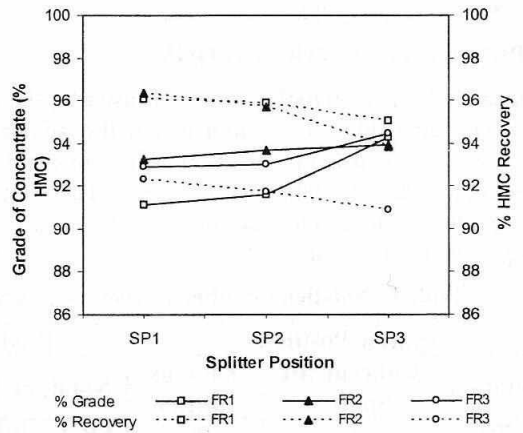 100
98
96
94
92
90
88
86
Grade of Concentrate (%
HMC)
100
98
96
94
92
90
88
86
% HMC Recovery
SP1 SP2 SP3
Splitter Position
% Grade FR1 FR2 FR3
% Recovery FR1 FR2 FR3